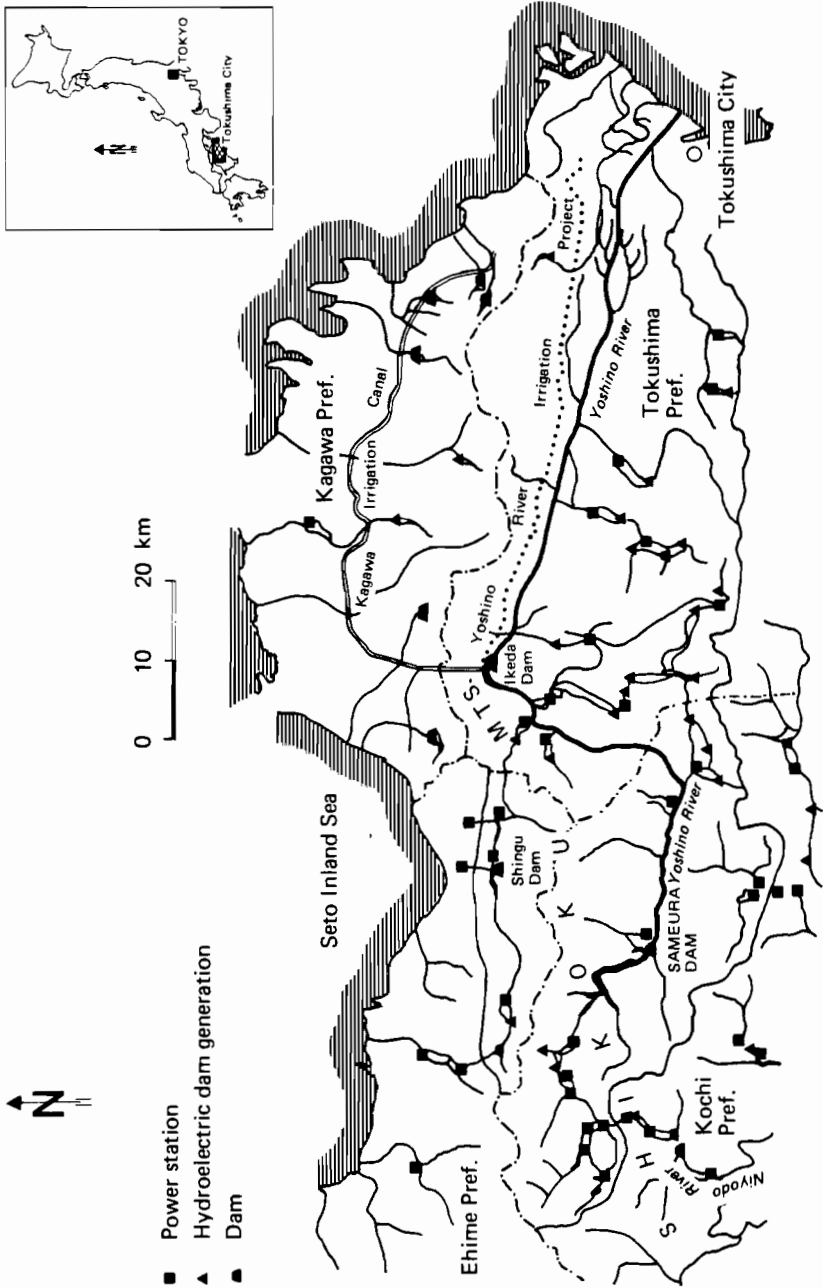 N
TOKYO
Tokushima City
N
Power station
Hydroelectric dam generation
Dam
0 10 20 km
Seto Inland Sea
Kagawa Pref.
Kagawa Irrigation Canal
Ehime Pref.
Shingu
Dam
SHIKOKU MTS.
Ikeda
Dam
Yoshino River Irrigation Project
Yoshino River
Tokushima
Pref.
Tokushima City
SAMEURA
DAM
Yoshino River
Kochi
Pref.
Niyodo River